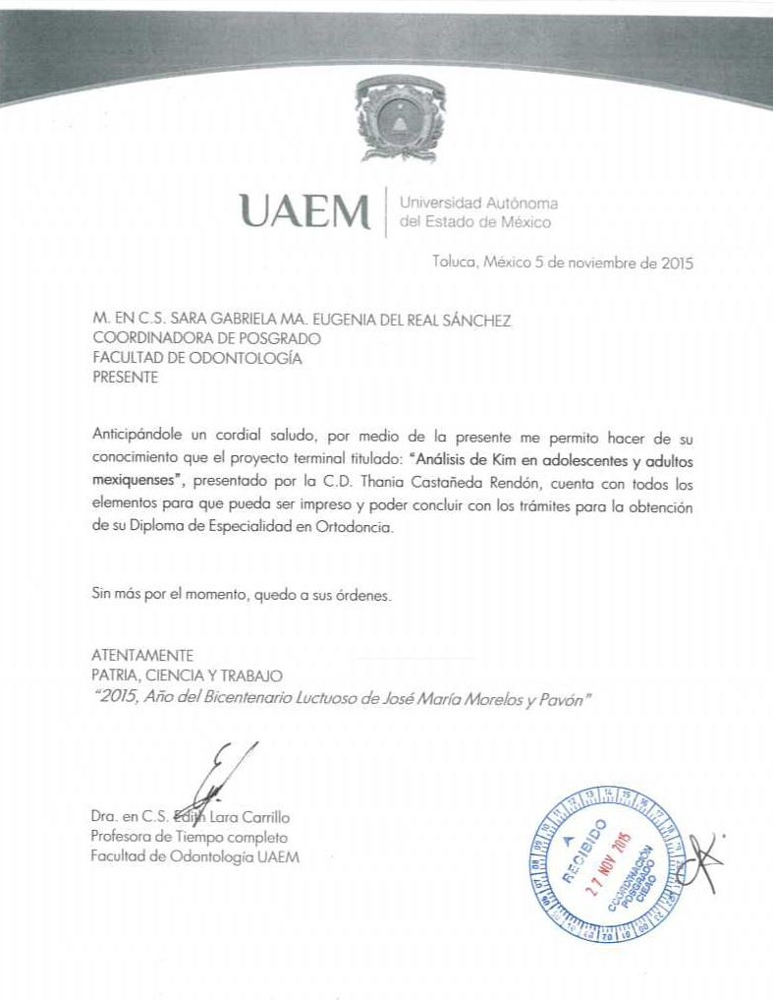 UAEM
Universidad Autónoma
del Estado de México
Toluca, México 5 de noviembre de 2015
M. EN C.S. SARA GABRIELA MA. EUGENIA DEL REAL SÁNCHEZ
COORDINADORA DE POSGRADO
FACULTAD DE ODONTOLOGÍA
PRESENTE
Anticipándole un cordial saludo, por medio de la presente me permito hacer de su
conocimiento que el proyecto terminal titulado: “Análisis de Kim en adolescentes y adultos
mexiquenses”, presentado por la C.D. Thania Castañeda Rendón, cuenta con todos los
elementos para que pueda ser impreso y poder concluir con los trámites para la obtención
de su Diploma de Especialidad en Ortodoncia.
Sin más por el momento, quedo a sus órdenes.
ATENTAMENTE
PATRIA, CIENCIA Y TRABAJO
“2015, Año del Bicentenario Luctuoso de José María Morelos y Pavón”
Dra. en C.S. Edith Lara Carrillo
Profesora de Tiempo completo
Facultad de Odontología UAEM
RECIBIDO
27 NOV 2015
COORDINACIÓN
POSGRADO
CIEAO